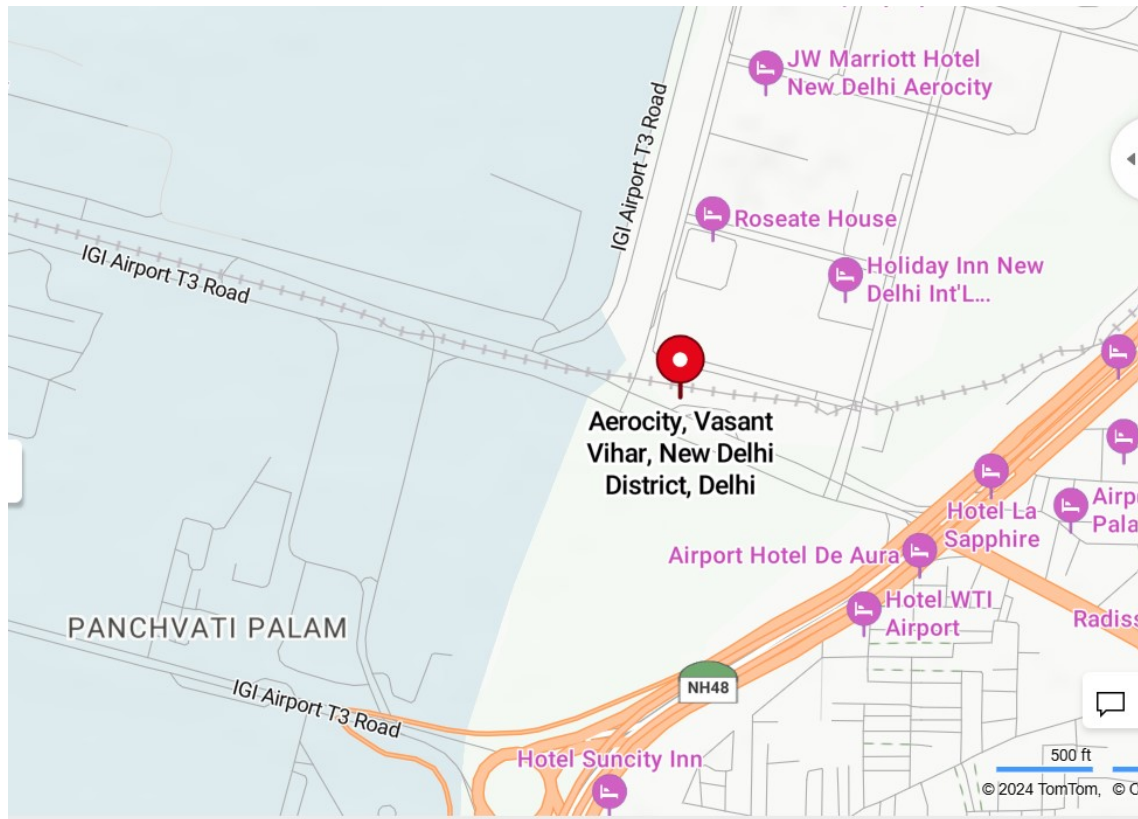 JW Marriott Hotel
New Delhi Aerocity
IGI Airport T3 Road
Roseate House
IGI Airport T3 Road
Holiday Inn New
Delhi Int'L...
Aerocity, Vasant
Vihar, New Delhi
District, Delhi
Hotel La
Sapphire
Airport Hotel De Aura
Hotel WTI
Airport
PANCHVATI PALAM
NH48
IGI Airport T3 Road
Hotel Suncity Inn
500 ft
© 2024 TomTom, ©